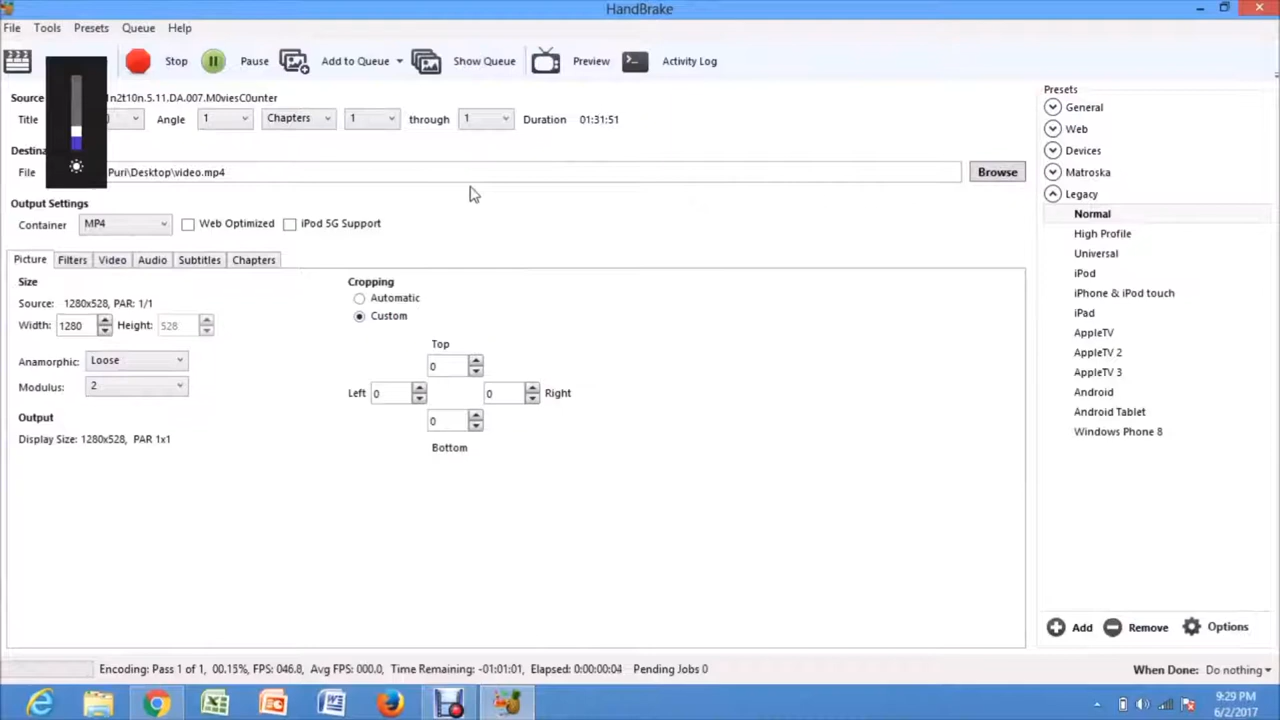 HandBrake
File Tools Presets Queue Help
Stop Pause Add to Queue Show Queue Preview Activity Log
Source 1n2t10n.5.11.DA.007.M0viesC0unter
Title Angle 1 Chapters 1 through 1 Duration 01:31:51
File Puri\Desktop\video.mp4 Browse
Output Settings
Container MP4 Web Optimized iPod 5G Support
Picture Filters Video Audio Subtitles Chapters
Size
Source: 1280x528, PAR: 1/1
Width: 1280 Height: 528
Anamorphic: Loose
Modulus: 2
Output
Display Size: 1280x528, PAR 1x1
Cropping
Automatic
Custom
Top
0
Left 0 0 Right
0
Bottom
Presets
General
Web
Devices
Matroska
Legacy
Normal
High Profile
Universal
iPod
iPhone & iPod touch
iPad
AppleTV
AppleTV 2
AppleTV 3
Android
Android Tablet
Windows Phone 8
Add Remove Options
Encoding: Pass 1 of 1, 00.15%, FPS: 046.8, Avg FPS: 000.0, Time Remaining: -01:01:01, Elapsed: 0:00:00:04 Pending Jobs 0
When Done: Do nothing
9:29 PM
6/2/2017